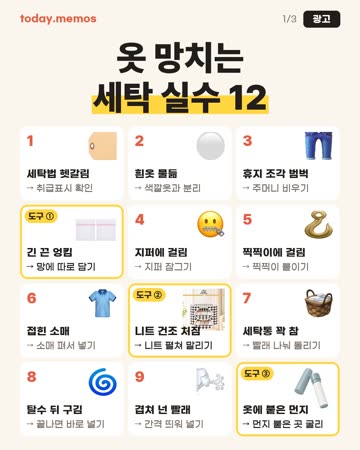 today.memos
1/3 광고
옷 망치는
세탁 실수 12
1
세탁법 헷갈림
→ 취급표시 확인
2
흰옷 물듦
→ 색깔옷과 분리
3
휴지 조각 범벅
→ 주머니 비우기
도구 ①
긴 끈 엉킴
→ 망에 따로 담기
4
지퍼에 걸림
→ 지퍼 잠그기
5
찍찍이에 걸림
→ 찍찍이 붙이기
6
접힌 소매
→ 소매 펴서 넣기
도구 ②
니트 건조 처짐
→ 니트 펼쳐 말리기
7
세탁통 꽉 참
→ 빨래 나눠 돌리기
8
탈수 뒤 구김
→ 끝나면 바로 널기
9
겹쳐 넌 빨래
→ 간격 띄워 널기
도구 ③
옷에 붙은 먼지
→ 먼지 붙은 곳 굴리기